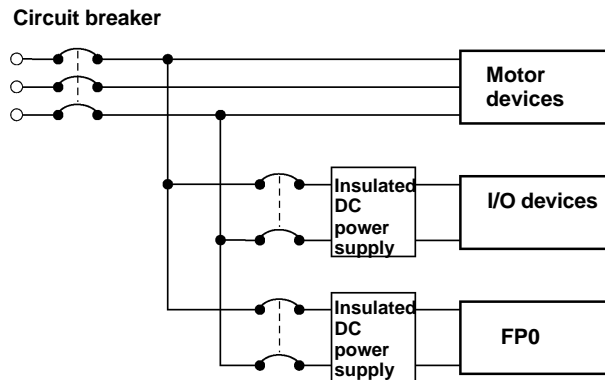 Circuit breaker
Motor
devices
Insulated
DC
power
supply
I/O devices
Insulated
DC
power
supply
FP0